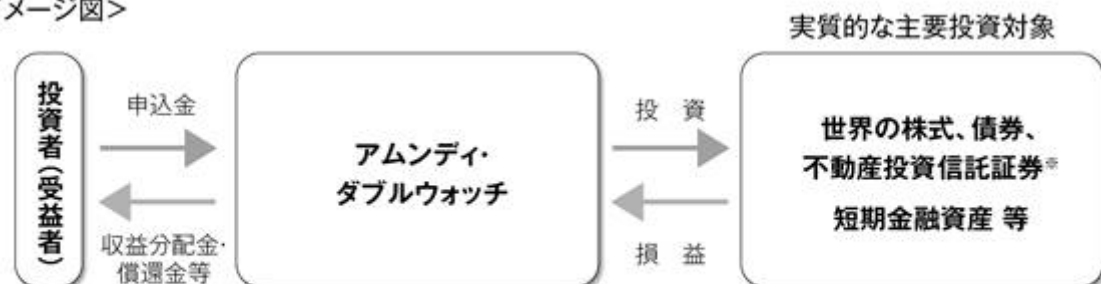 メージ図>
実質的な主要投資対象
投資者(受益者)
申込金
収益分配金・
償還金等
アムンディ・
ダブルウォッチ
投 資
損 益
世界の株式、債券、
不動産投資信託証券※
短期金融資産 等